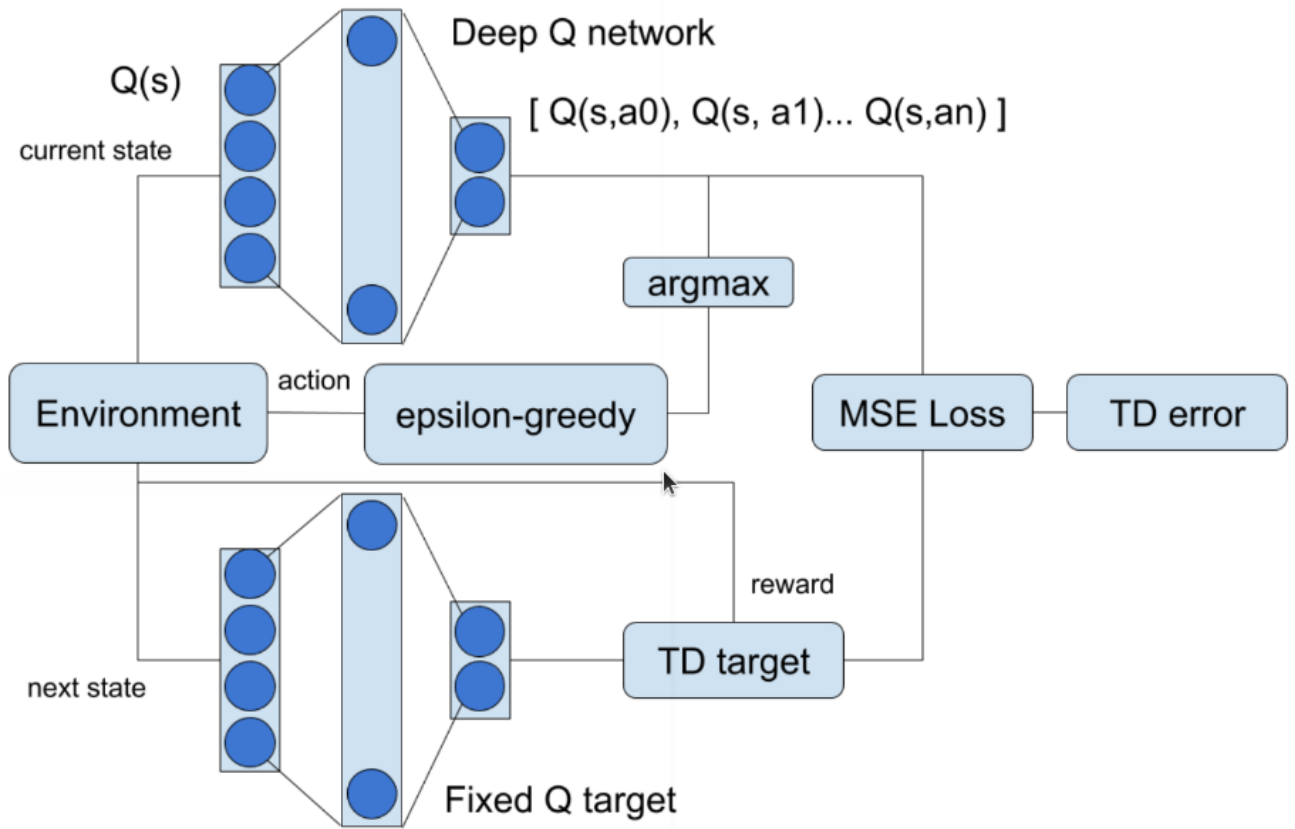 Deep Q network
Q(s)
[ Q(s,a0), Q(s, a1)... Q(s,an) ]
current state
argmax
action
Environment
epsilon-greedy
MSE Loss
TD error
reward
TD target
next state
Fixed Q target